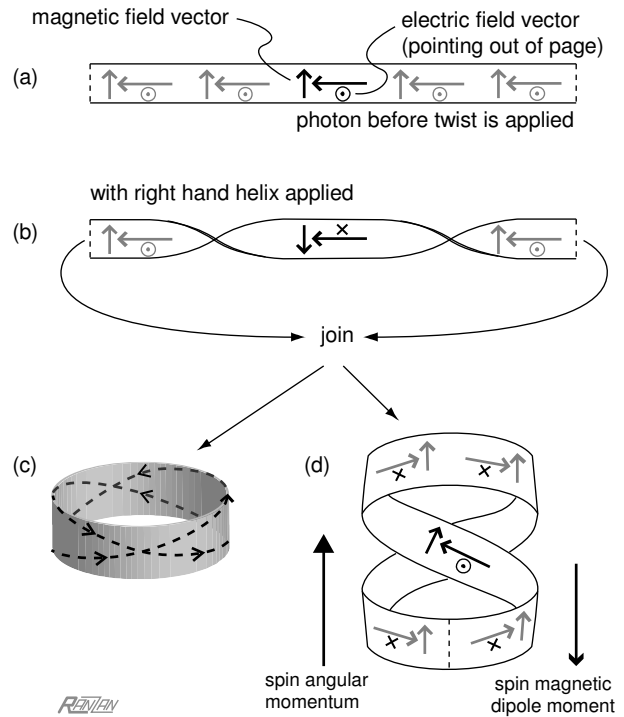 magnetic field vector
electric field vector
(pointing out of page)
(a)
photon before twist is applied
with right hand helix applied
(b)
join
(c)
(d)
spin angular
momentum
spin magnetic
dipole moment
RANZAN